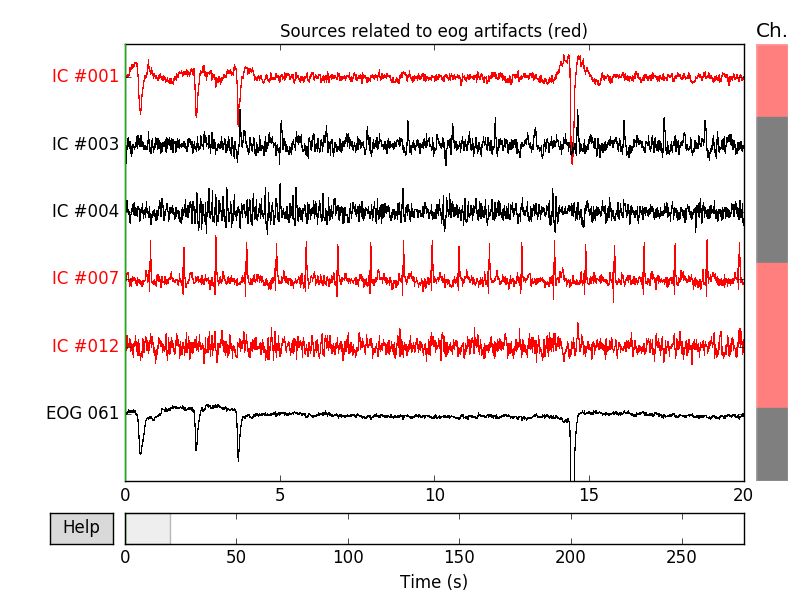 Sources related to eog artifacts (red)
Ch.
IC #001
IC #003
IC #004
IC #007
IC #012
EOG 061
0 5 10 15 20
Help
0 50 100 150 200 250
Time (s)